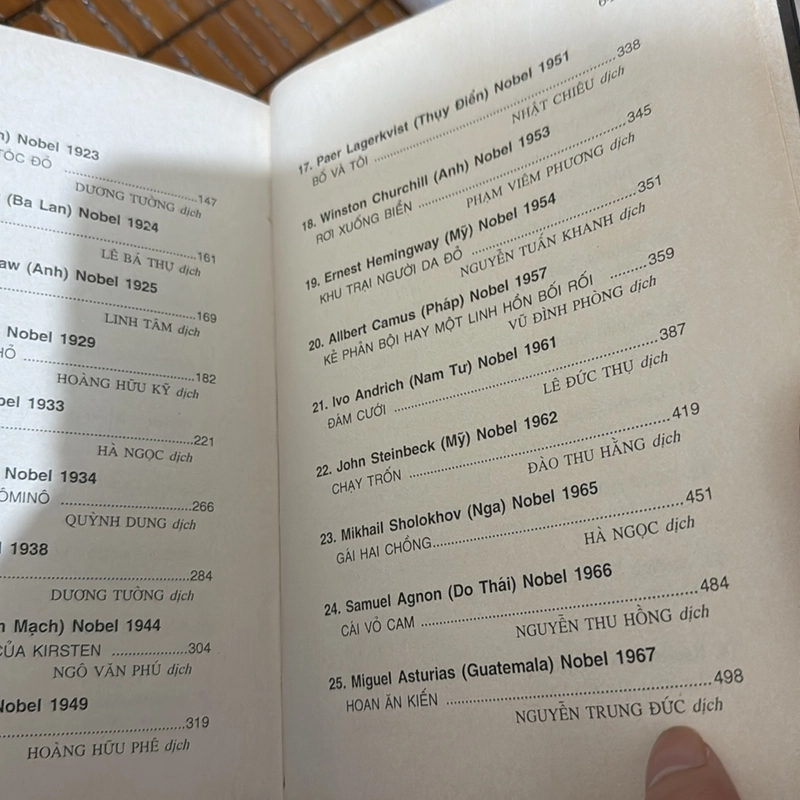 Nobel 1923
TÓC ĐỎ ..........147
DƯƠNG TƯỜNG dịch
(Ba Lan) Nobel 1924
..........161
LÊ BÁ THỤ dịch
aw (Anh) Nobel 1925
..........169
LINH TÂM dịch
Nobel 1929
..........182
HOÀNG HỮU KỸ dịch
bel 1933
..........221
HÀ NGỌC dịch
Nobel 1934
ÔMINÔ ..........266
QUỲNH DUNG dịch
1938
..........284
DƯƠNG TƯỜNG dịch
Mạch) Nobel 1944
CỦA KIRSTEN ..........304
NGÔ VĂN PHÚ dịch
Nobel 1949
..........319
HOÀNG HỮU PHÊ dịch
17. Paer Lagerkvist (Thụy Điển) Nobel 1951
BỐ VÀ TÔI ..........338
NHẬT CHIÊU dịch
18. Winston Churchill (Anh) Nobel 1953
RƠI XUỐNG BIỂN ..........345
PHẠM VIÊM PHƯƠNG dịch
19. Ernest Hemingway (Mỹ) Nobel 1954
KHU TRẠI NGƯỜI DA ĐỎ ..........351
NGUYỄN TUẤN KHANH dịch
20. Allbert Camus (Pháp) Nobel 1957
KẺ PHẢN BỘI HAY MỘT LINH HỒN BỐI RỐI ..........359
VŨ ĐÌNH PHÒNG dịch
21. Ivo Andrich (Nam Tư) Nobel 1961
ĐÁM CƯỚI ..........387
LÊ ĐỨC THỤ dịch
22. John Steinbeck (Mỹ) Nobel 1962
CHẠY TRỐN ..........419
ĐÀO THU HẰNG dịch
23. Mikhail Sholokhov (Nga) Nobel 1965
GÁI HAI CHỒNG ..........451
HÀ NGỌC dịch
24. Samuel Agnon (Do Thái) Nobel 1966
CÁI VỎ CAM ..........484
NGUYỄN THU HỒNG dịch
25. Miguel Asturias (Guatemala) Nobel 1967
HOAN ĂN KIẾN ..........498
NGUYỄN TRUNG ĐỨC dịch